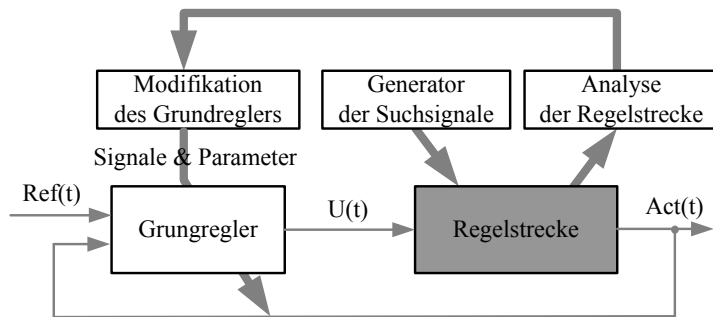 Modifikation
des Grundreglers
Generator
der Suchsignale
Analyse
der Regelstrecke
Signale & Parameter
Ref(t)
Grungregler
U(t)
Regelstrecke
Act(t)